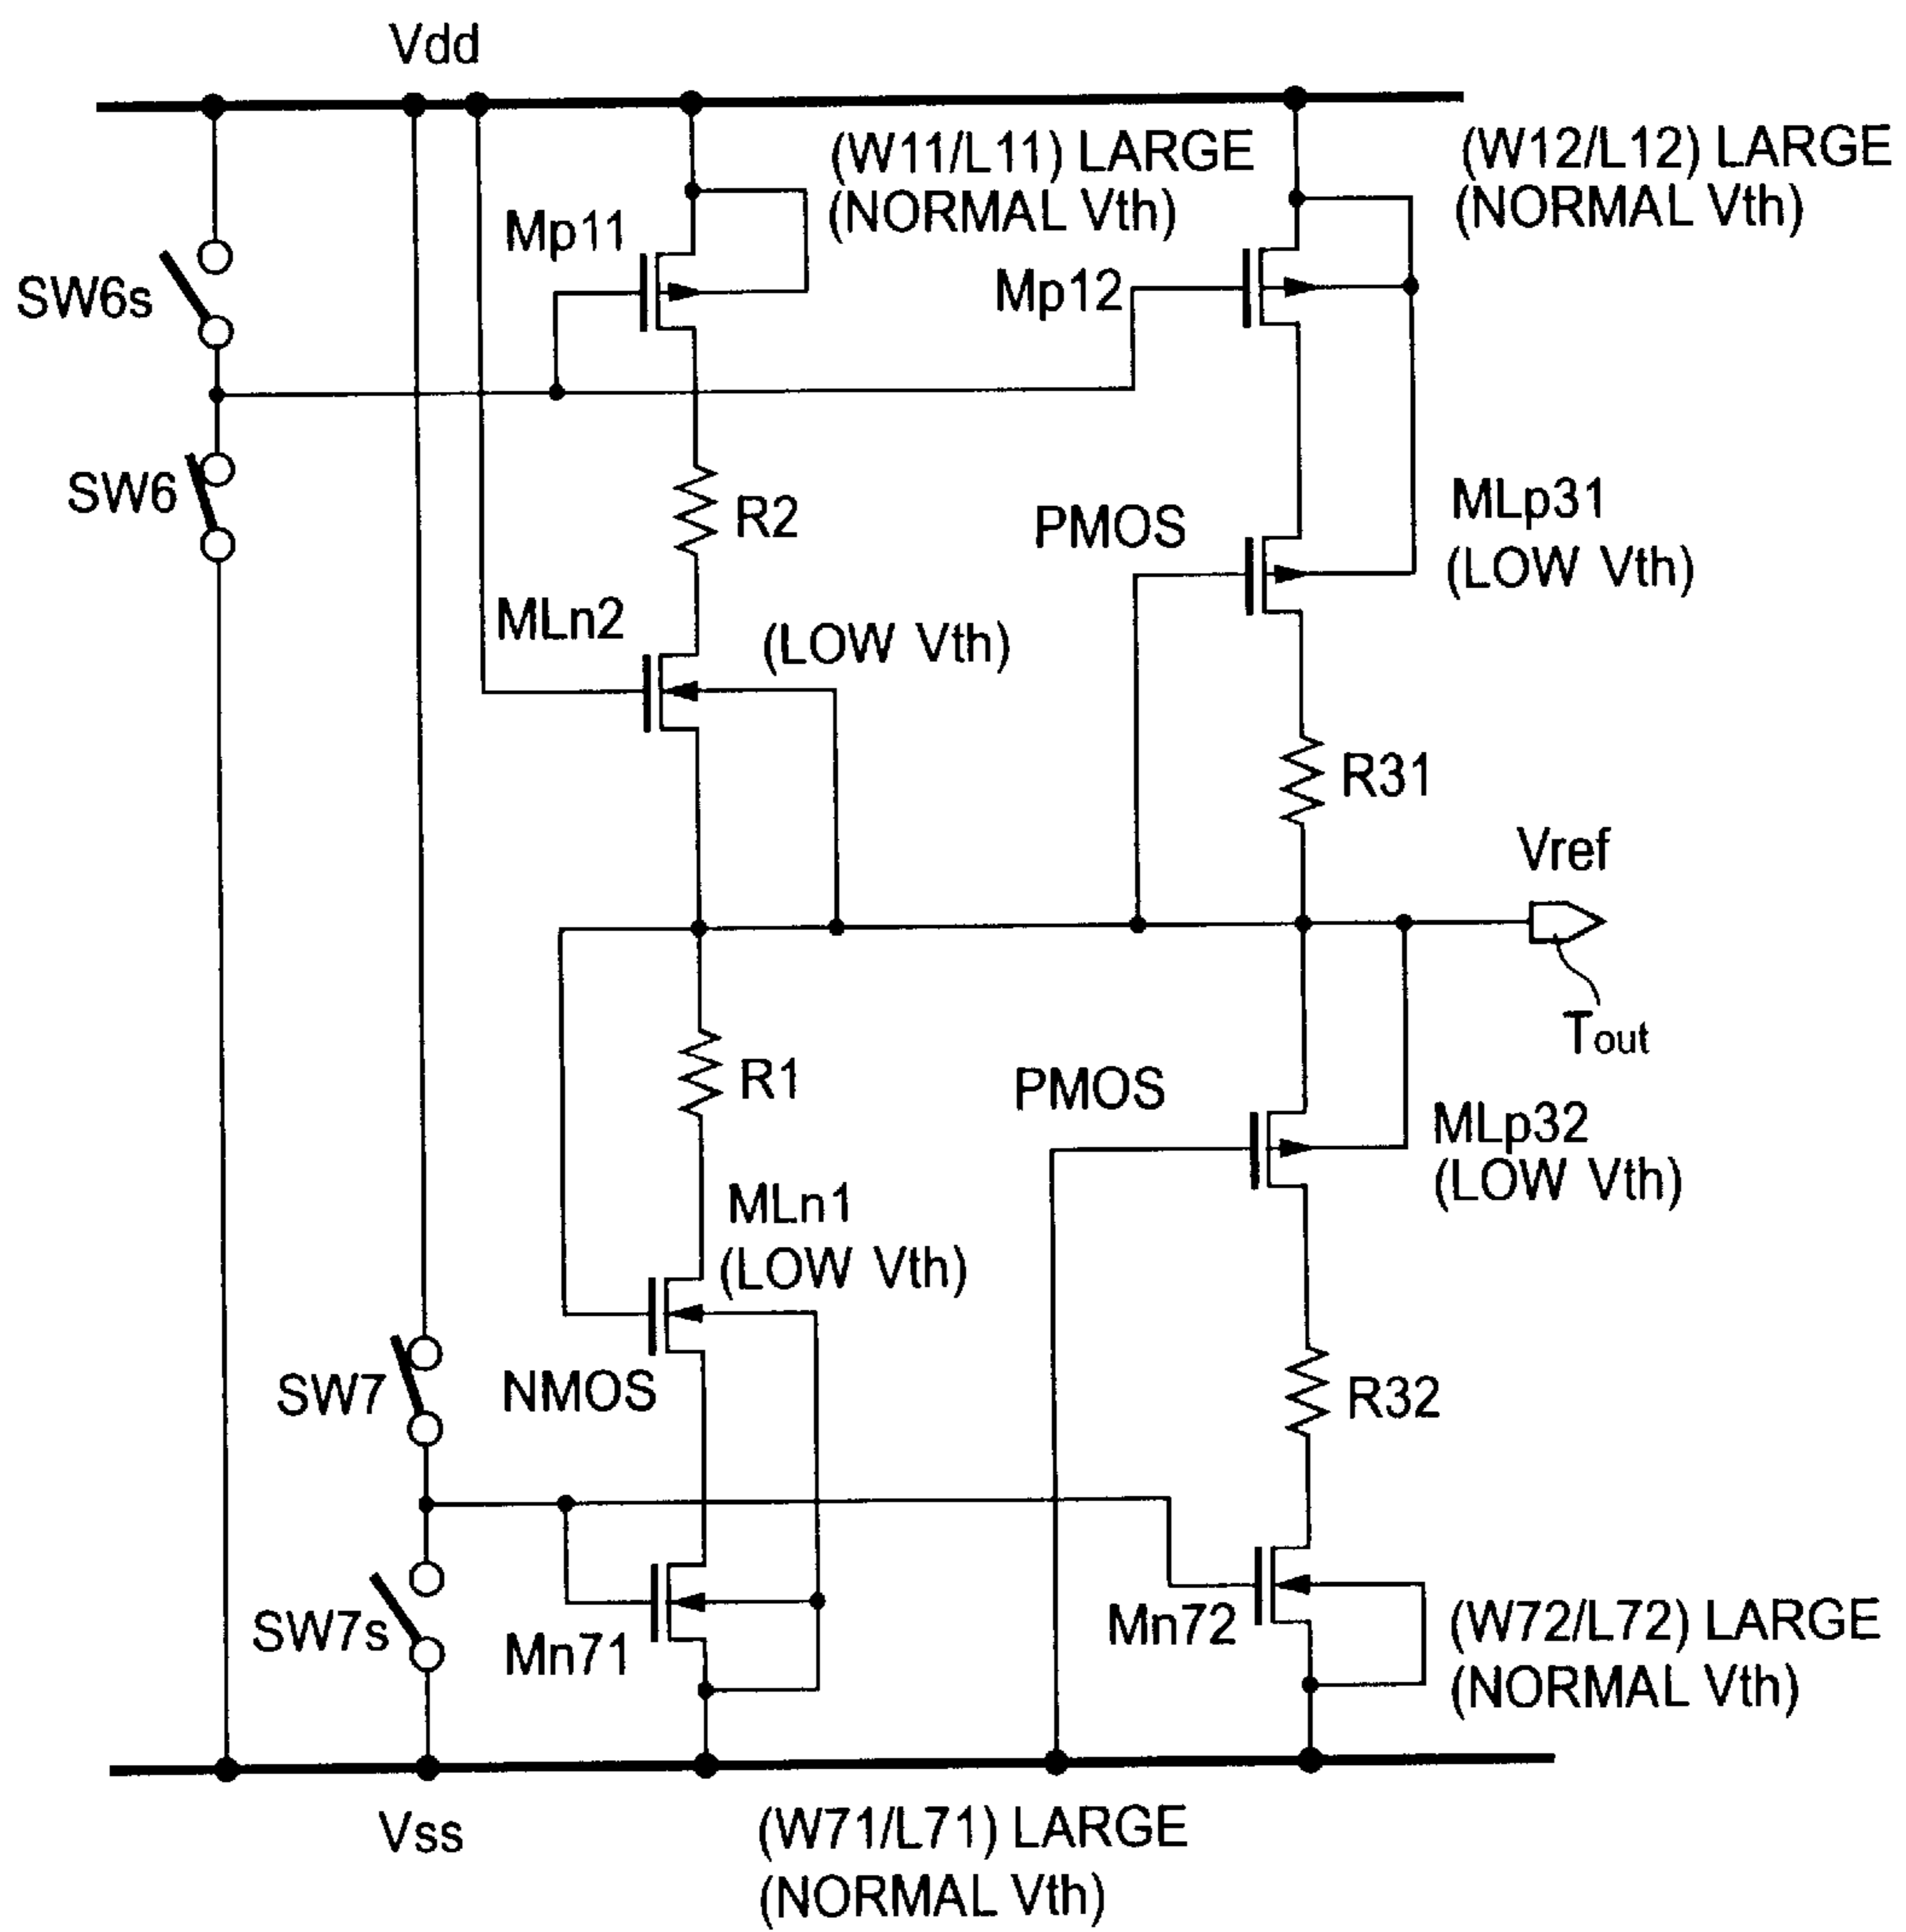 Vdd
(W11/L11) LARGE
(NORMAL Vth)
(W12/L12) LARGE
(NORMAL Vth)
Mp11
Mp12
SW6s
SW6
R2
PMOS
MLp31
(LOW Vth)
MLn2
(LOW Vth)
R31
Vref
Tout
R1
PMOS
MLp32
(LOW Vth)
MLn1
(LOW Vth)
SW7
NMOS
R32
SW7s
Mn71
Mn72
(W72/L72) LARGE
(NORMAL Vth)
Vss
(W71/L71) LARGE
(NORMAL Vth)